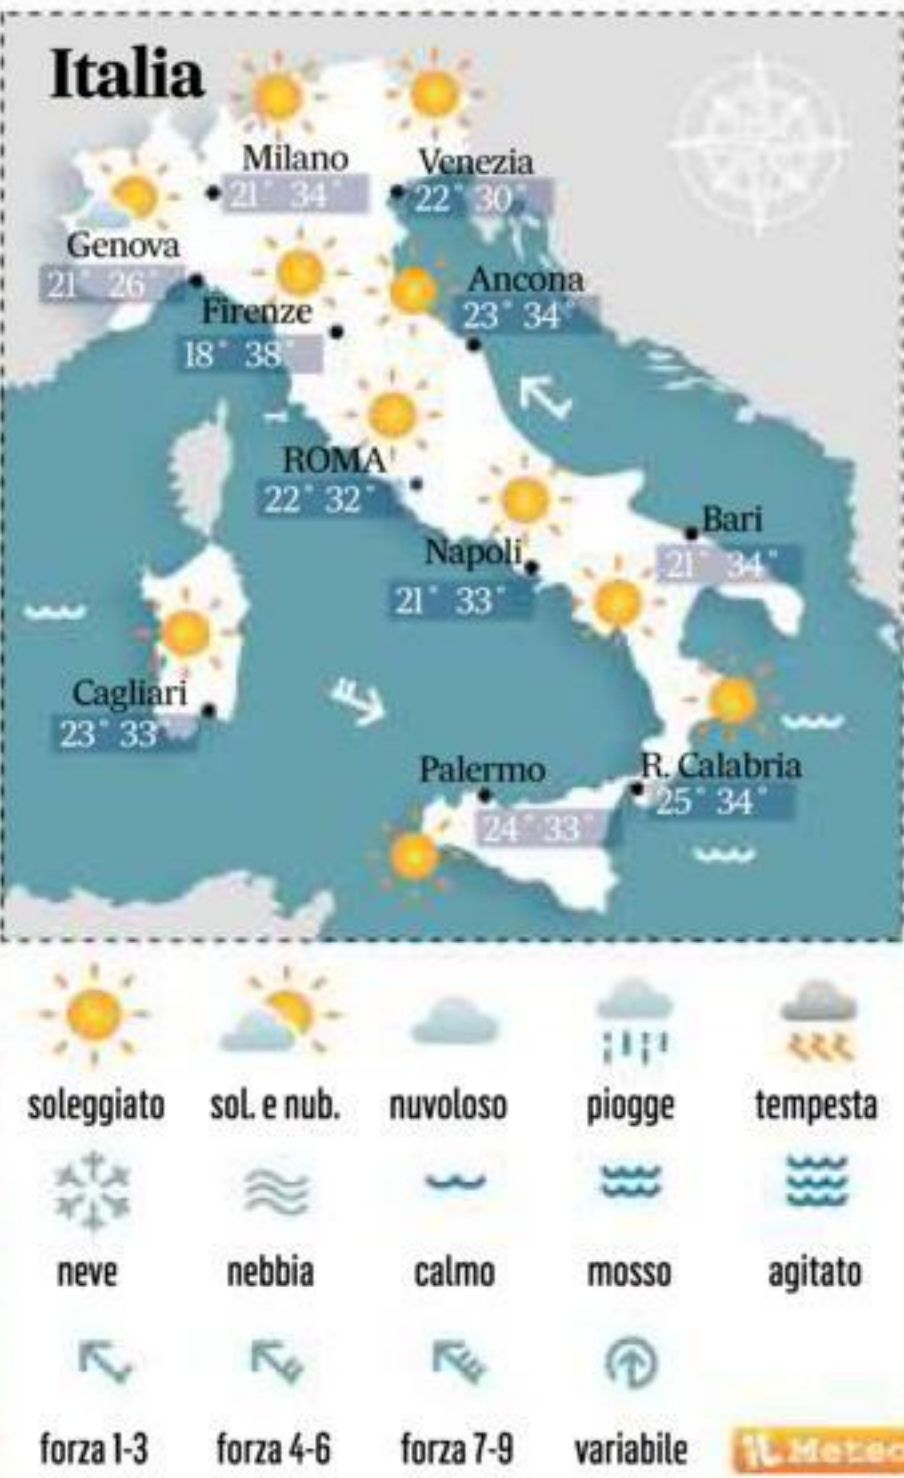 Italia
Milano
21° 34°
Venezia
22° 30°
Genova
21° 26°
Firenze
18° 38°
Ancona
23° 34°
ROMA
22° 32°
Napoli
21° 33°
Bari
21° 34°
Cagliari
23° 33°
Palermo
24° 33°
R. Calabria
25° 34°
soleggiato sol. e nub. nuvoloso piogge tempesta
neve nebbia calmo mosso agitato
forza 1-3 forza 4-6 forza 7-9 variabile
iL Meteo